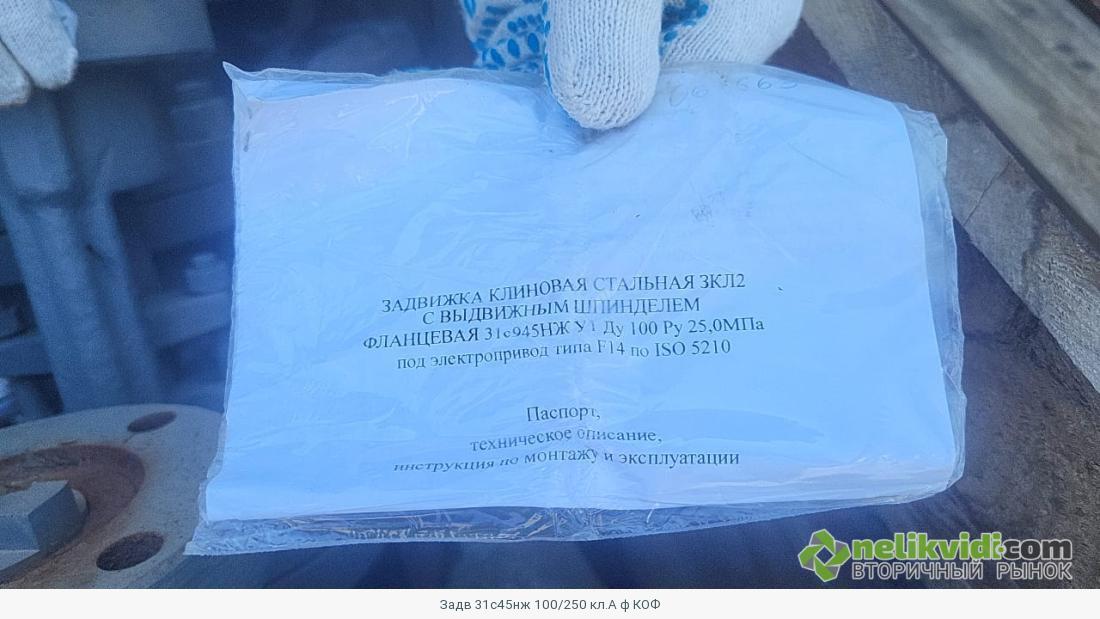 ЗАДВИЖКА КЛИНОВАЯ СТАЛЬНАЯ ЗКЛ2
С ВЫДВИЖНЫМ ШПИНДЕЛЕМ
ФЛАНЦЕВАЯ 31с945НЖ У1 Ду 100 Ру 25,0МПа
под электропривод типа F14 по ISO 5210
Паспорт,
техническое описание,
инструкция по монтажу и эксплуатации
nelikvidi.com
ВТОРИЧНЫЙ РЫНОК
Задв 31с45нж 100/250 кл.А ф КОФ